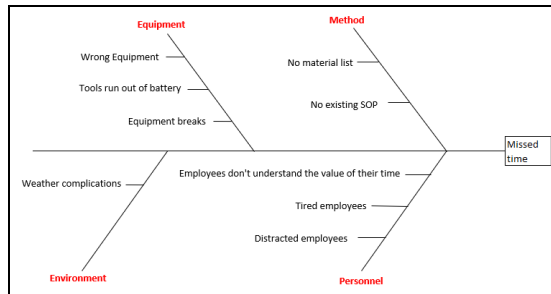 Equipment
Method
Wrong Equipment
No material list
Tools run out of battery
No existing SOP
Equipment breaks
Missed
time
Weather complications
Employees don't understand the value of their time
Tired employees
Distracted employees
Environment
Personnel